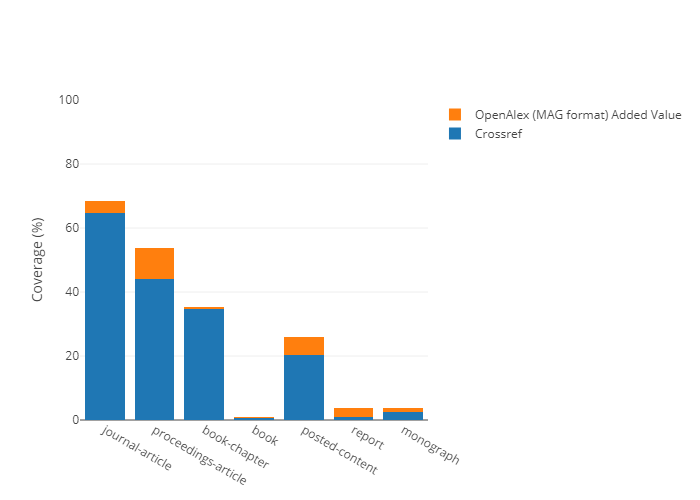 100
80
60
40
20
0
Coverage (%)
journal-article
proceedings-article
book-chapter
book
posted-content
report
monograph
OpenAlex (MAG format) Added Value
Crossref